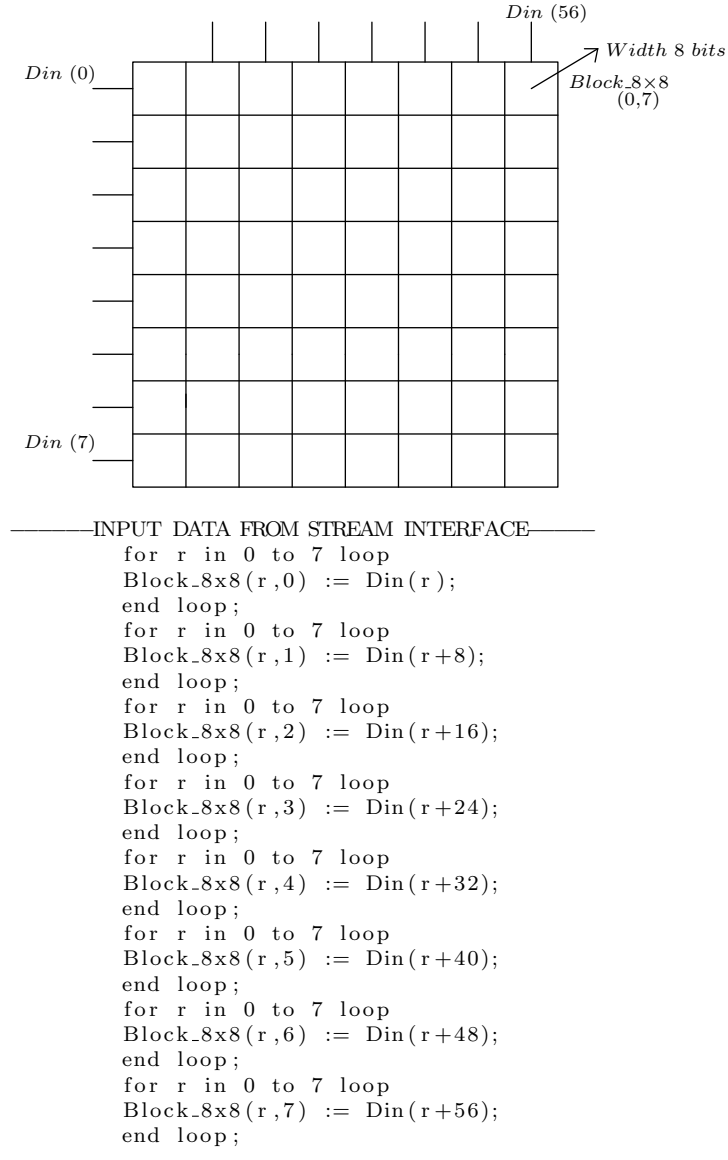 Din (56)
Width 8 bits
Din (0)
Block_8×8
(0,7)
Din (7)
——————INPUT DATA FROM STREAM INTERFACE—————
for r in 0 to 7 loop
Block_8x8(r,0) := Din(r);
end loop;
for r in 0 to 7 loop
Block_8x8(r,1) := Din(r+8);
end loop;
for r in 0 to 7 loop
Block_8x8(r,2) := Din(r+16);
end loop;
for r in 0 to 7 loop
Block_8x8(r,3) := Din(r+24);
end loop;
for r in 0 to 7 loop
Block_8x8(r,4) := Din(r+32);
end loop;
for r in 0 to 7 loop
Block_8x8(r,5) := Din(r+40);
end loop;
for r in 0 to 7 loop
Block_8x8(r,6) := Din(r+48);
end loop;
for r in 0 to 7 loop
Block_8x8(r,7) := Din(r+56);
end loop;